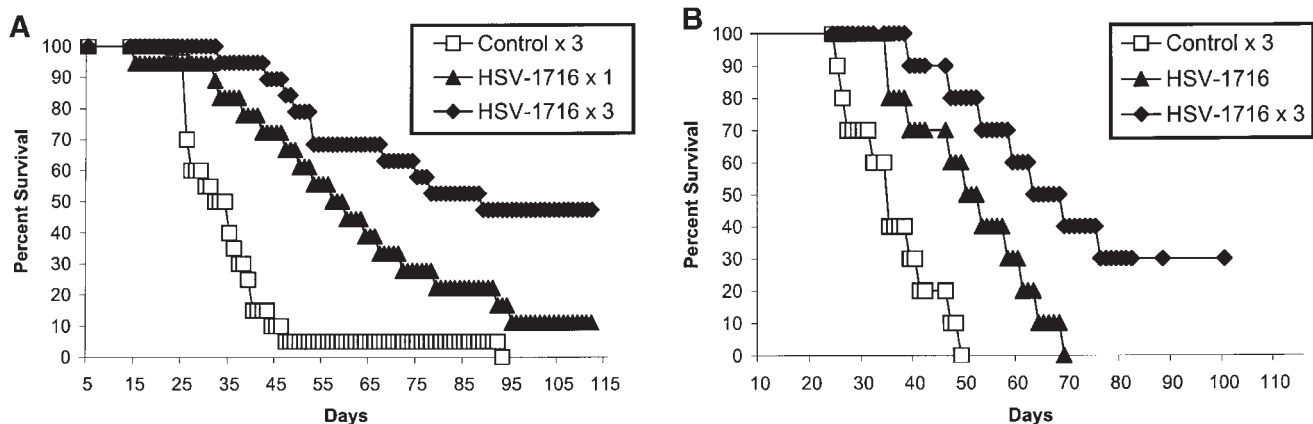 A
Percent Survival
100
90
80
70
60
50
40
30
20
10
0
5 15 25 35 45 55 65 75 85 95 105 115
Days
Control x 3
HSV-1716 x 1
HSV-1716 x 3
B
Percent Survival
100
90
80
70
60
50
40
30
20
10
0
10 20 30 40 50 60 70 80 90 100 110
Days
Control x 3
HSV-1716
HSV-1716 x 3